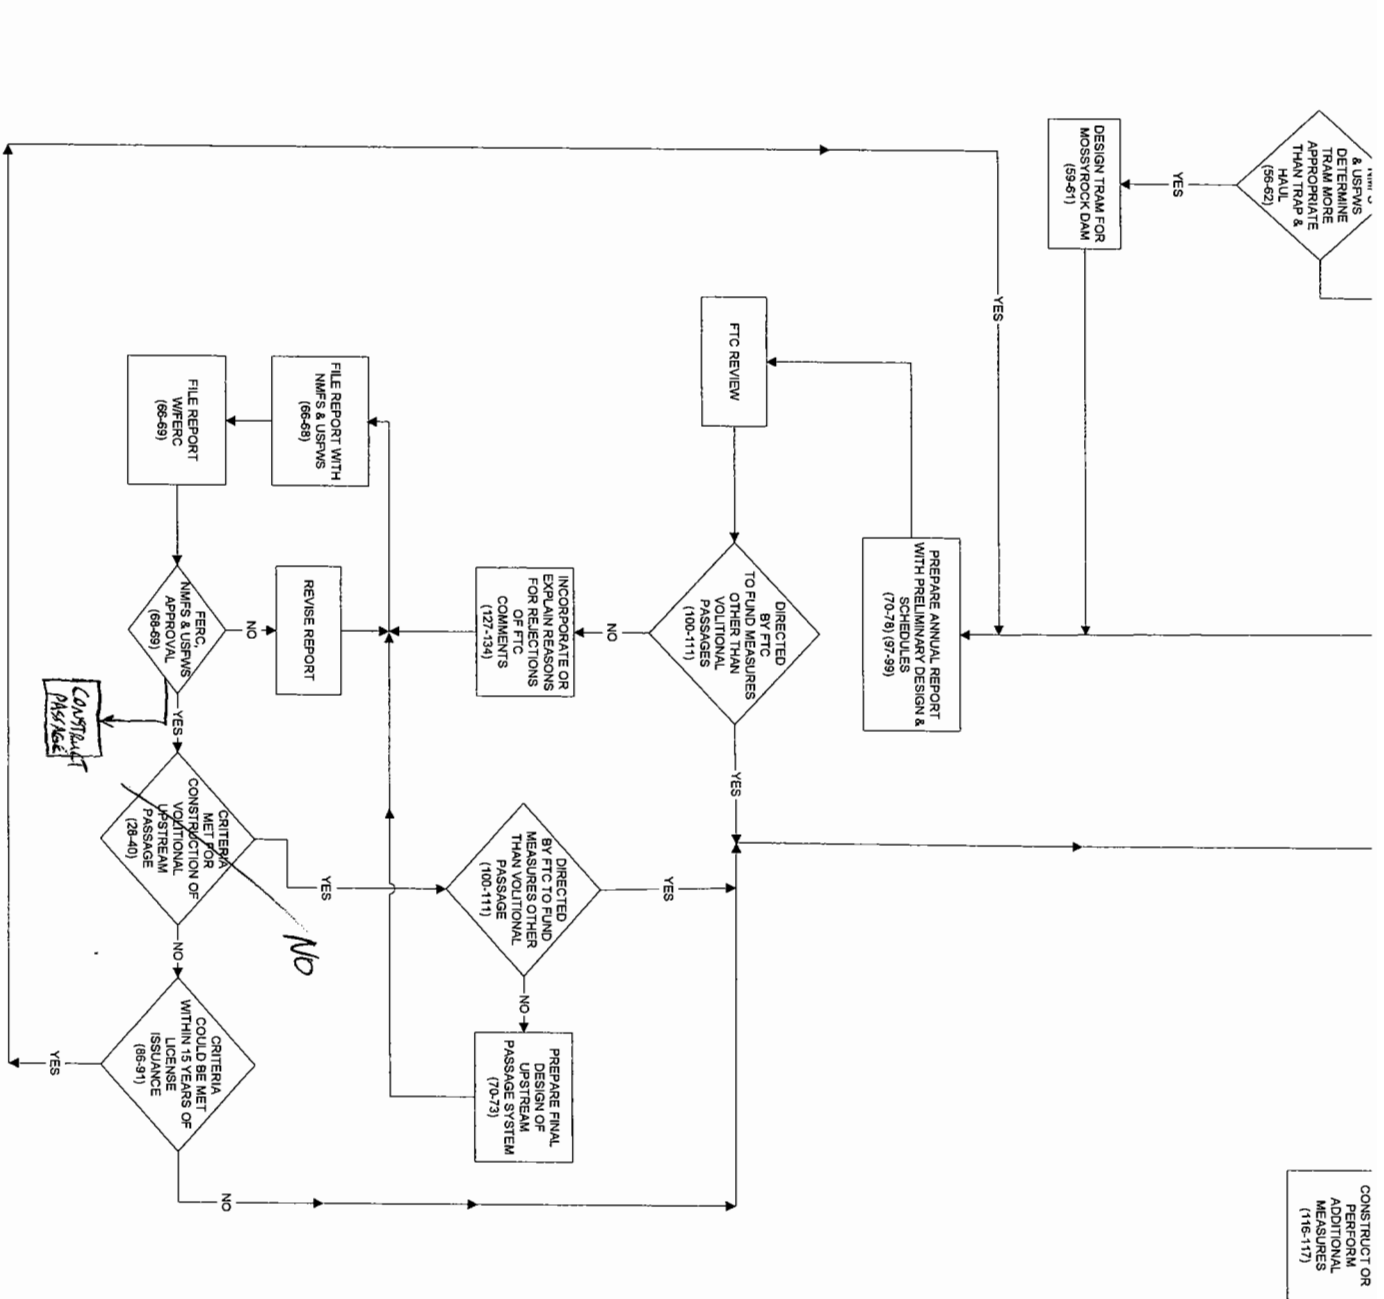 & USFWS
DETERMINE
TRAM MORE
APPROPRIATE
THAN TRAP &
HAUL
(56-62)
YES
DESIGN TRAM FOR
MOSSYROCK DAM
(59-61)
YES
PREPARE ANNUAL REPORT
WITH PRELIMINARY DESIGN &
SCHEDULES
(70-78) (97-99)
FTC REVIEW
DIRECTED
BY FTC
TO FUND MEASURES
OTHER THAN
VOLITIONAL
PASSAGES
(100-111)
YES
NO
INCORPORATE OR
EXPLAIN REASONS
FOR REJECTIONS
OF FTC
COMMENTS
(127-134)
FILE REPORT WITH
NMFS & USFWS
(66-68)
FILE REPORT
W/FERC
(66-69)
REVISE REPORT
NO
FERC,
NMFS & USFWS
APPROVAL
(68-69)
YES
CONSTRUCT
PASSAGE
CRITERIA
MET FOR
CONSTRUCTION OF
VOLITIONAL
UPSTREAM
PASSAGE
(28-40)
YES
NO
NO
DIRECTED
BY FTC TO FUND
MEASURES OTHER
THAN VOLITIONAL
PASSAGE
(100-111)
YES
NO
PREPARE FINAL
DESIGN OF
UPSTREAM
PASSAGE SYSTEM
(70-73)
CRITERIA
COULD BE MET
WITHIN 15 YEARS OF
LICENSE
ISSUANCE
(86-91)
YES
NO
CONSTRUCT OR
PERFORM
ADDITIONAL
MEASURES
(116-117)